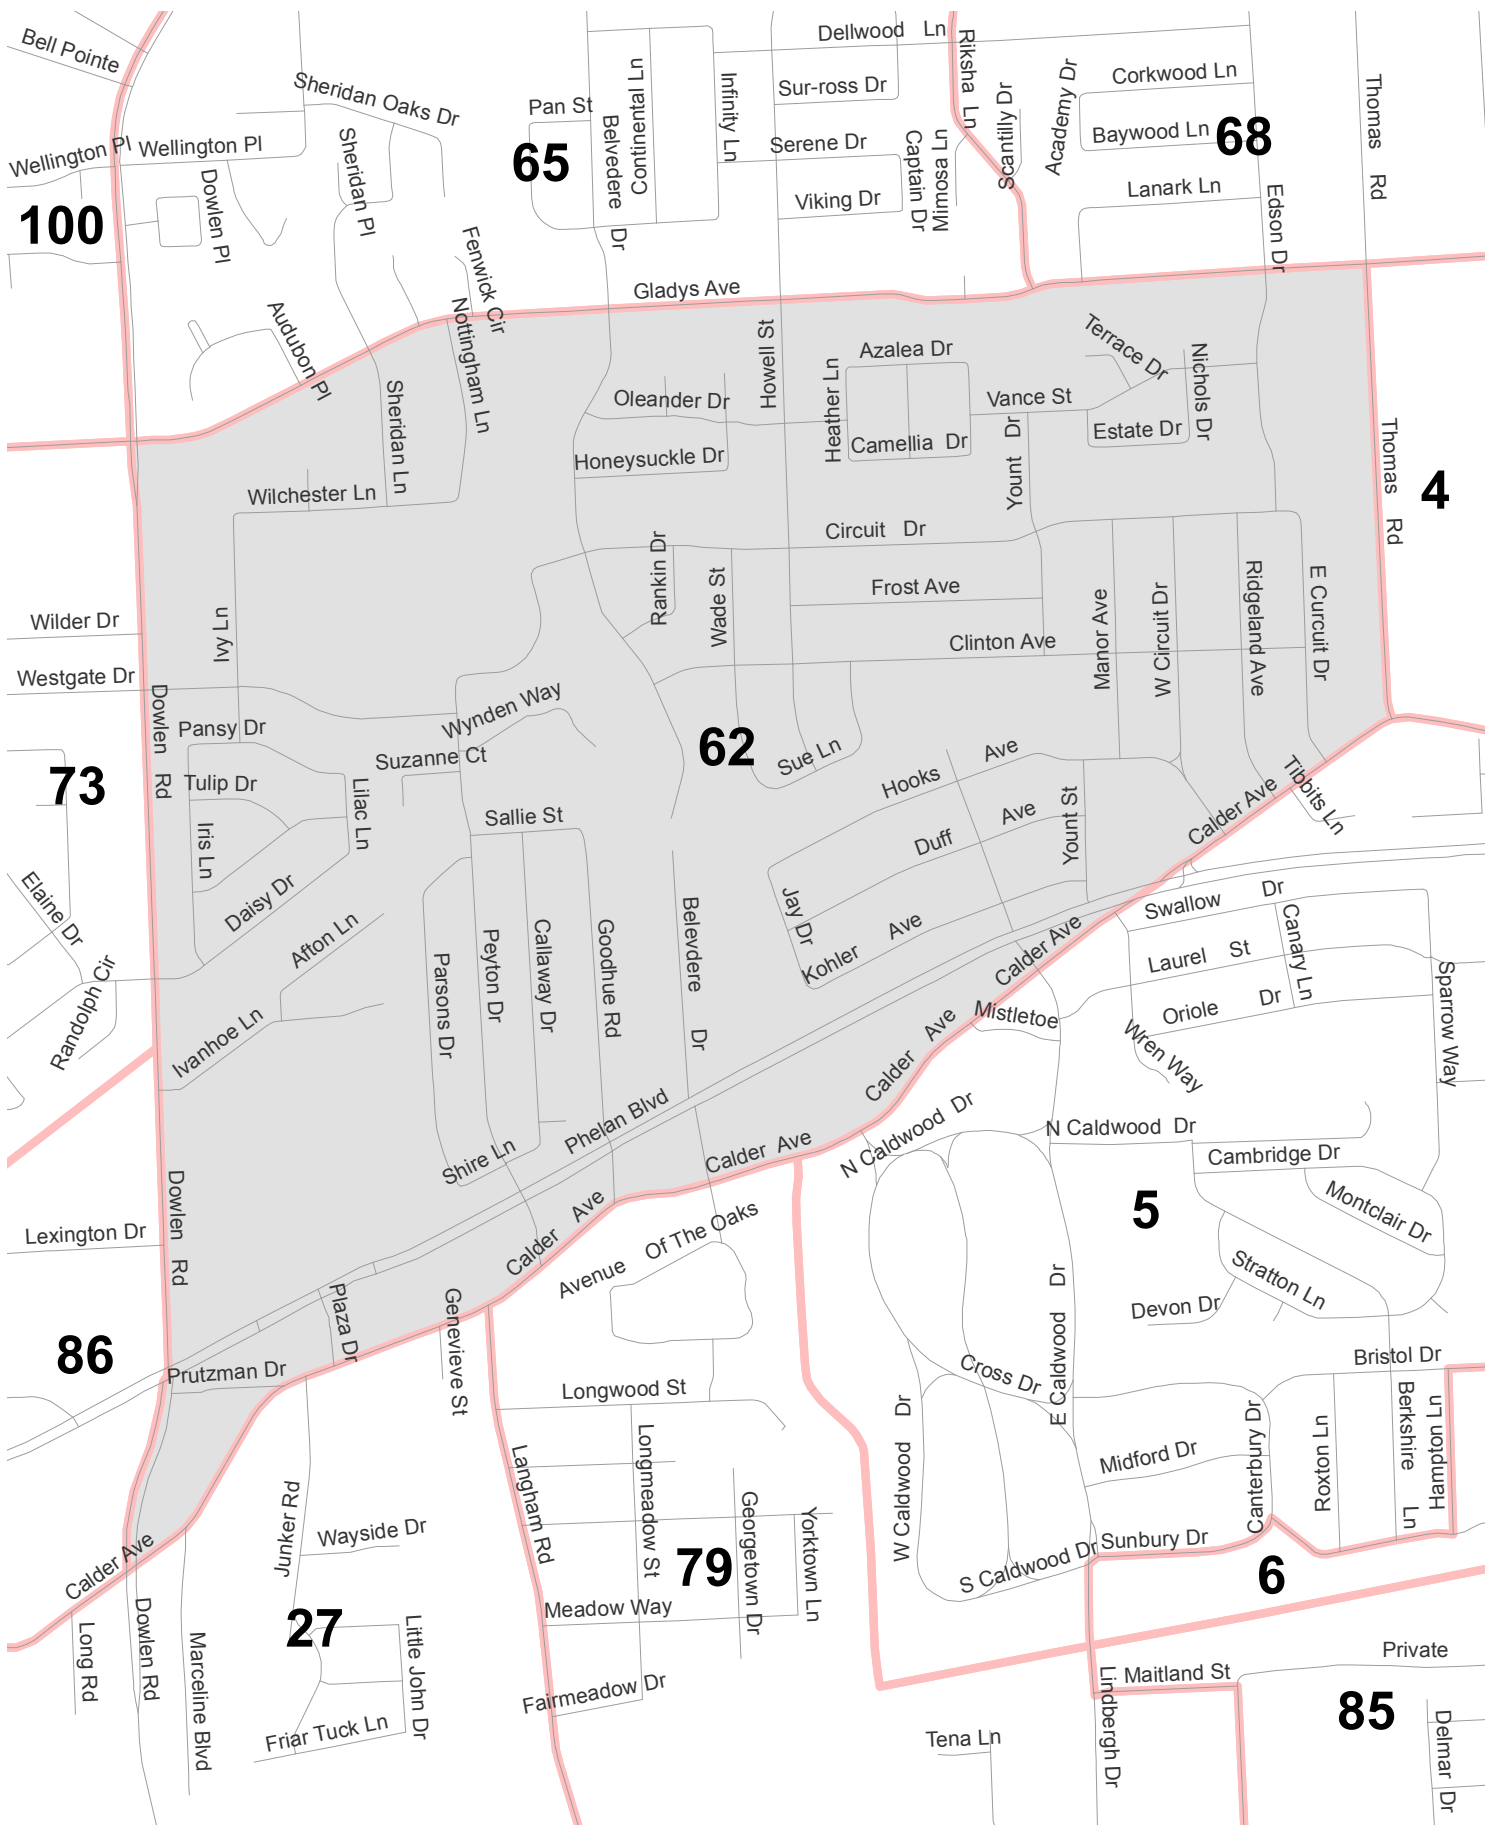 Bell Pointe
Dellwood Ln
Riksha Ln
Sheridan Oaks Dr
Pan St
Continental Ln
Belvedere Dr
Infinity Ln
Sur-ross Dr
Scantilly Dr
Academy Dr
Corkwood Ln
Thomas Rd
Wellington Pl
Wellington Pl
65
Serene Dr
Captain Dr
Mimosa Ln
Baywood Ln
68
Sheridan Pl
Dowlen Pl
Viking Dr
Lanark Ln
Edson Dr
100
Fenwick Cir
Gladys Ave
Audubon Pl
Nottingham Ln
Howell St
Azalea Dr
Terrace Dr
Nichols Dr
Sheridan Ln
Oleander Dr
Heather Ln
Vance St
Yount Dr
Estate Dr
Thomas Rd
4
Camellia Dr
Honeysuckle Dr
Wilchester Ln
Circuit Dr
Rankin Dr
Wade St
Frost Ave
Manor Ave
W Circuit Dr
Ridgeland Ave
E Curcuit Dr
Wilder Dr
Ivy Ln
Clinton Ave
Westgate Dr
Dowlen Rd
Wynden Way
Pansy Dr
62
Sue Ln
Hooks Ave
Suzanne Ct
73
Tulip Dr
Lilac Ln
Sallie St
Duff Ave
Yount St
Calder Ave
Tibbits Ln
Iris Ln
Elaine Dr
Daisy Dr
Jay Dr
Swallow Dr
Canary Ln
Afton Ln
Belevdere Dr
Kohler Ave
Calder Ave
Laurel St
Goodhue Rd
Callaway Dr
Peyton Dr
Parsons Dr
Randolph Cir
Oriole Dr
Sparrow Way
Ivanhoe Ln
Mistletoe
Wren Way
Calder Ave
Phelan Blvd
N Caldwood Dr
N Caldwood Dr
Calder Ave
Shire Ln
Cambridge Dr
Dowlen Rd
5
Montclair Dr
Lexington Dr
Calder Ave
Avenue Of The Oaks
Stratton Ln
Devon Dr
Plaza Dr
Genevieve St
E Caldwood Dr
86
Prutzman Dr
Cross Dr
Bristol Dr
Longwood St
W Caldwood Dr
Canterbury Dr
Roxton Ln
Berkshire Ln
Hampton Ln
Langham Rd
Longmeadow St
Midford Dr
Junker Rd
Georgetown Dr
Yorktown Ln
Wayside Dr
Sunbury Dr
Calder Ave
79
S Caldwood Dr
6
Meadow Way
Long Rd
Dowlen Rd
Marceline Blvd
27
Little John Dr
Private
Fairmeadow Dr
Lindbergh Dr
Maitland St
85
Friar Tuck Ln
Tena Ln
Delmar Dr